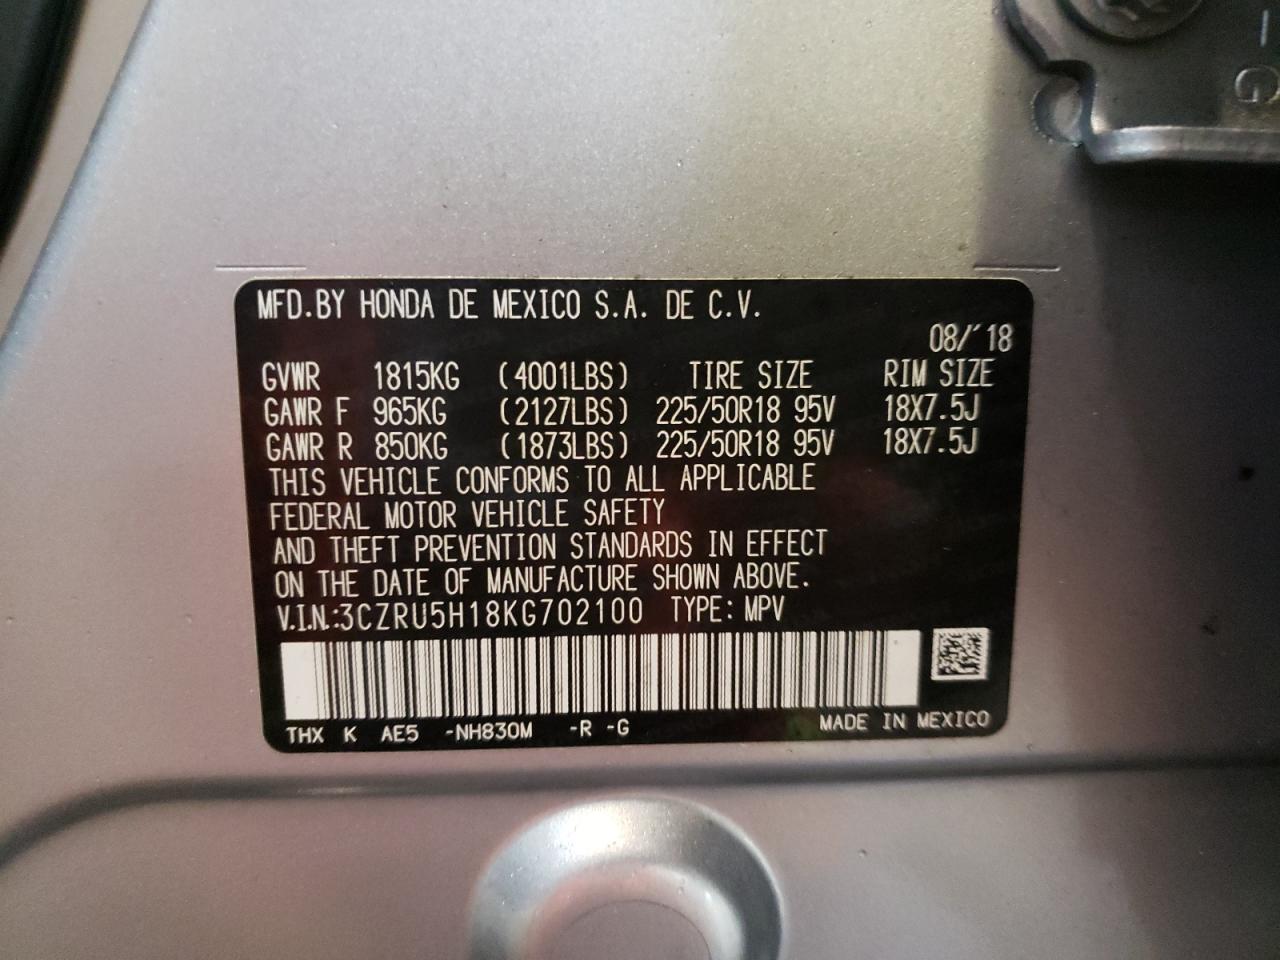 G
MFD.BY HONDA DE MEXICO S.A. DE C.V.
08/'18
GVWR 1815KG (4001LBS) TIRE SIZE RIM SIZE
GAWR F 965KG (2127LBS) 225/50R18 95V 18X7.5J
GAWR R 850KG (1873LBS) 225/50R18 95V 18X7.5J
THIS VEHICLE CONFORMS TO ALL APPLICABLE
FEDERAL MOTOR VEHICLE SAFETY
AND THEFT PREVENTION STANDARDS IN EFFECT
ON THE DATE OF MANUFACTURE SHOWN ABOVE.
V.I.N.:3CZRU5H18KG702100 TYPE: MPV
THX K AE5 -NH830M -R -G MADE IN MEXICO